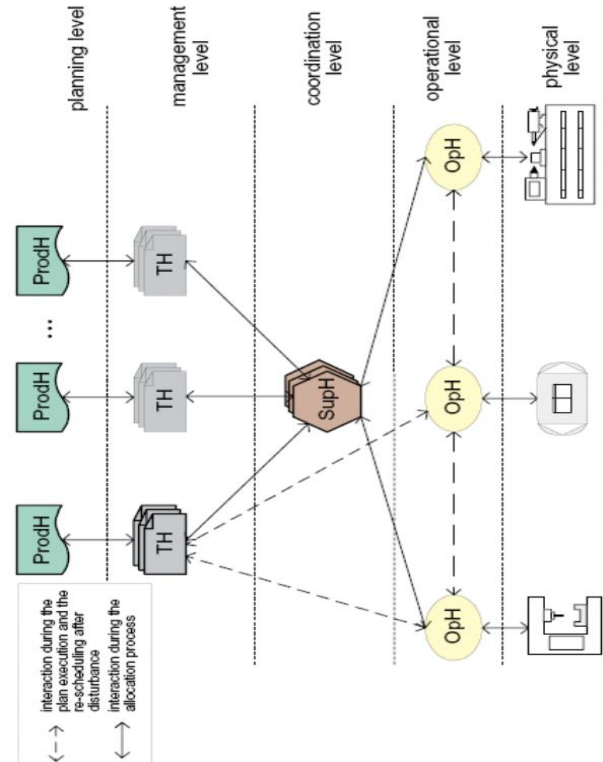 planning level
management
level
coordination
level
operational
level
physical
level
ProdH
...
ProdH
ProdH
TH
TH
TH
SupH
OpH
OpH
OpH
interaction during the
plan execution and the
re-scheduling after
disturbance
interaction during the
allocation process